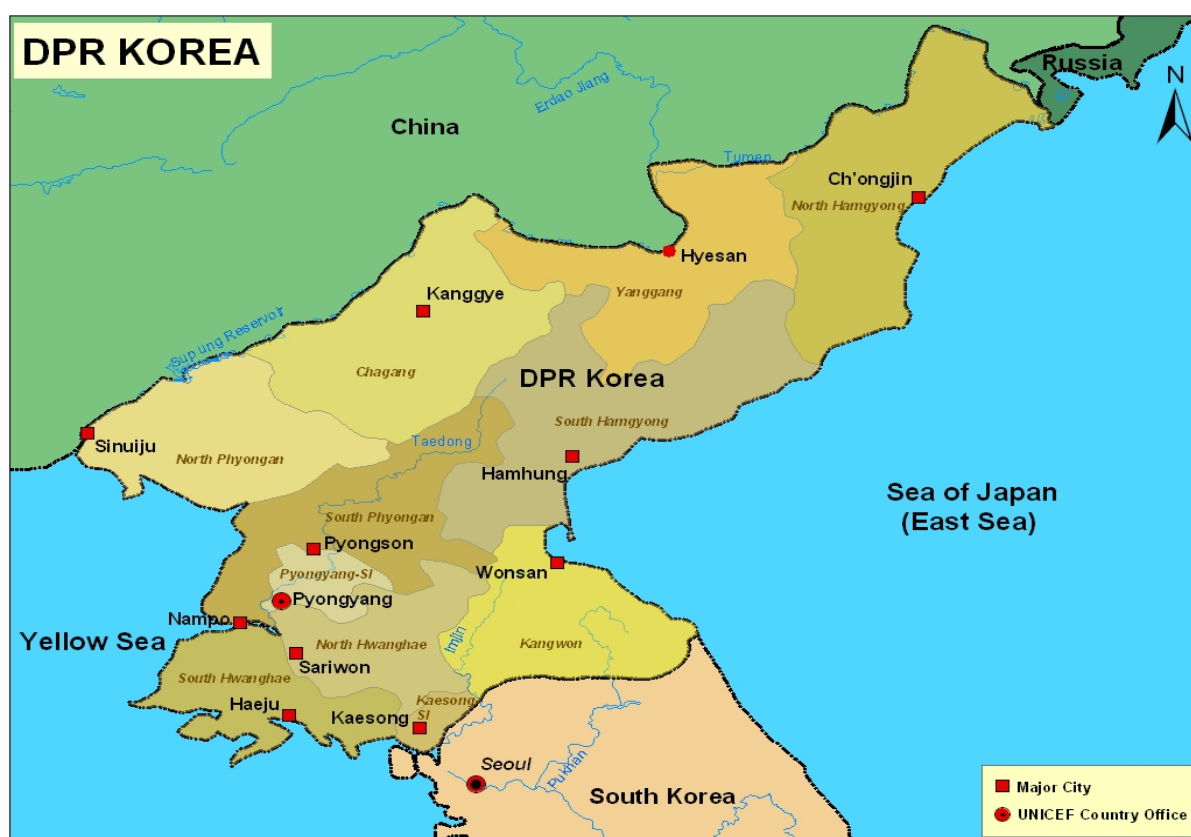 DPR KOREA
Russia
N
Erdao Jiang
China
Tumen
Ch'ongjin
North Hamgyong
Hyesan
Yanggang
Kanggye
Supung Reservoir
Chagang
DPR Korea
South Hamgyong
Taedong
Sinuiju
North Phyongan
Hamhung
Sea of Japan
(East Sea)
South Phyongan
Pyongson
Pyongyang-SI
Wonsan
Pyongyang
Nampo
Yellow Sea
Imjin
North Hwanghae
Kangwon
Sariwon
South Hwanghae
Haeju
Kaesong
Kaesong
SI
Seoul
Pukhan
South Korea
Major City
UNICEF Country Office